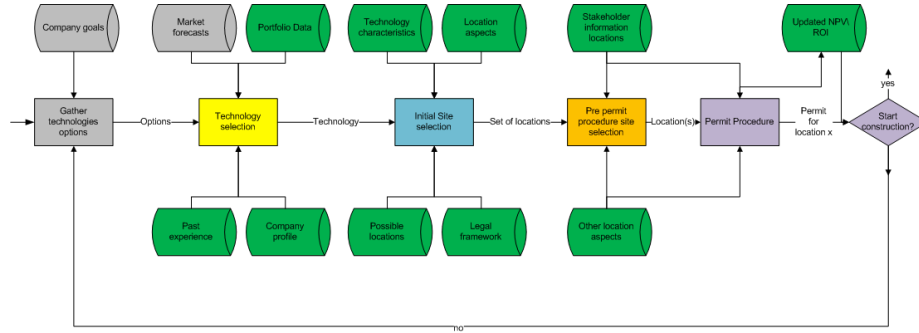 Company goals
Market
forecasts
Portfolio Data
Technology
characteristics
Location
aspects
Stakeholder
information
locations
Updated NPV\
ROI
yes
Gather
technologies
options
Options
Technology
selection
Technology
Initial Site
selection
Set of locations
Pre permit
procedure site
selection
Location(s)
Permit Procedure
Permit
for
location x
Start
construction?
Past
experience
Company
profile
Possible
locations
Legal
framework
Other location
aspects
no